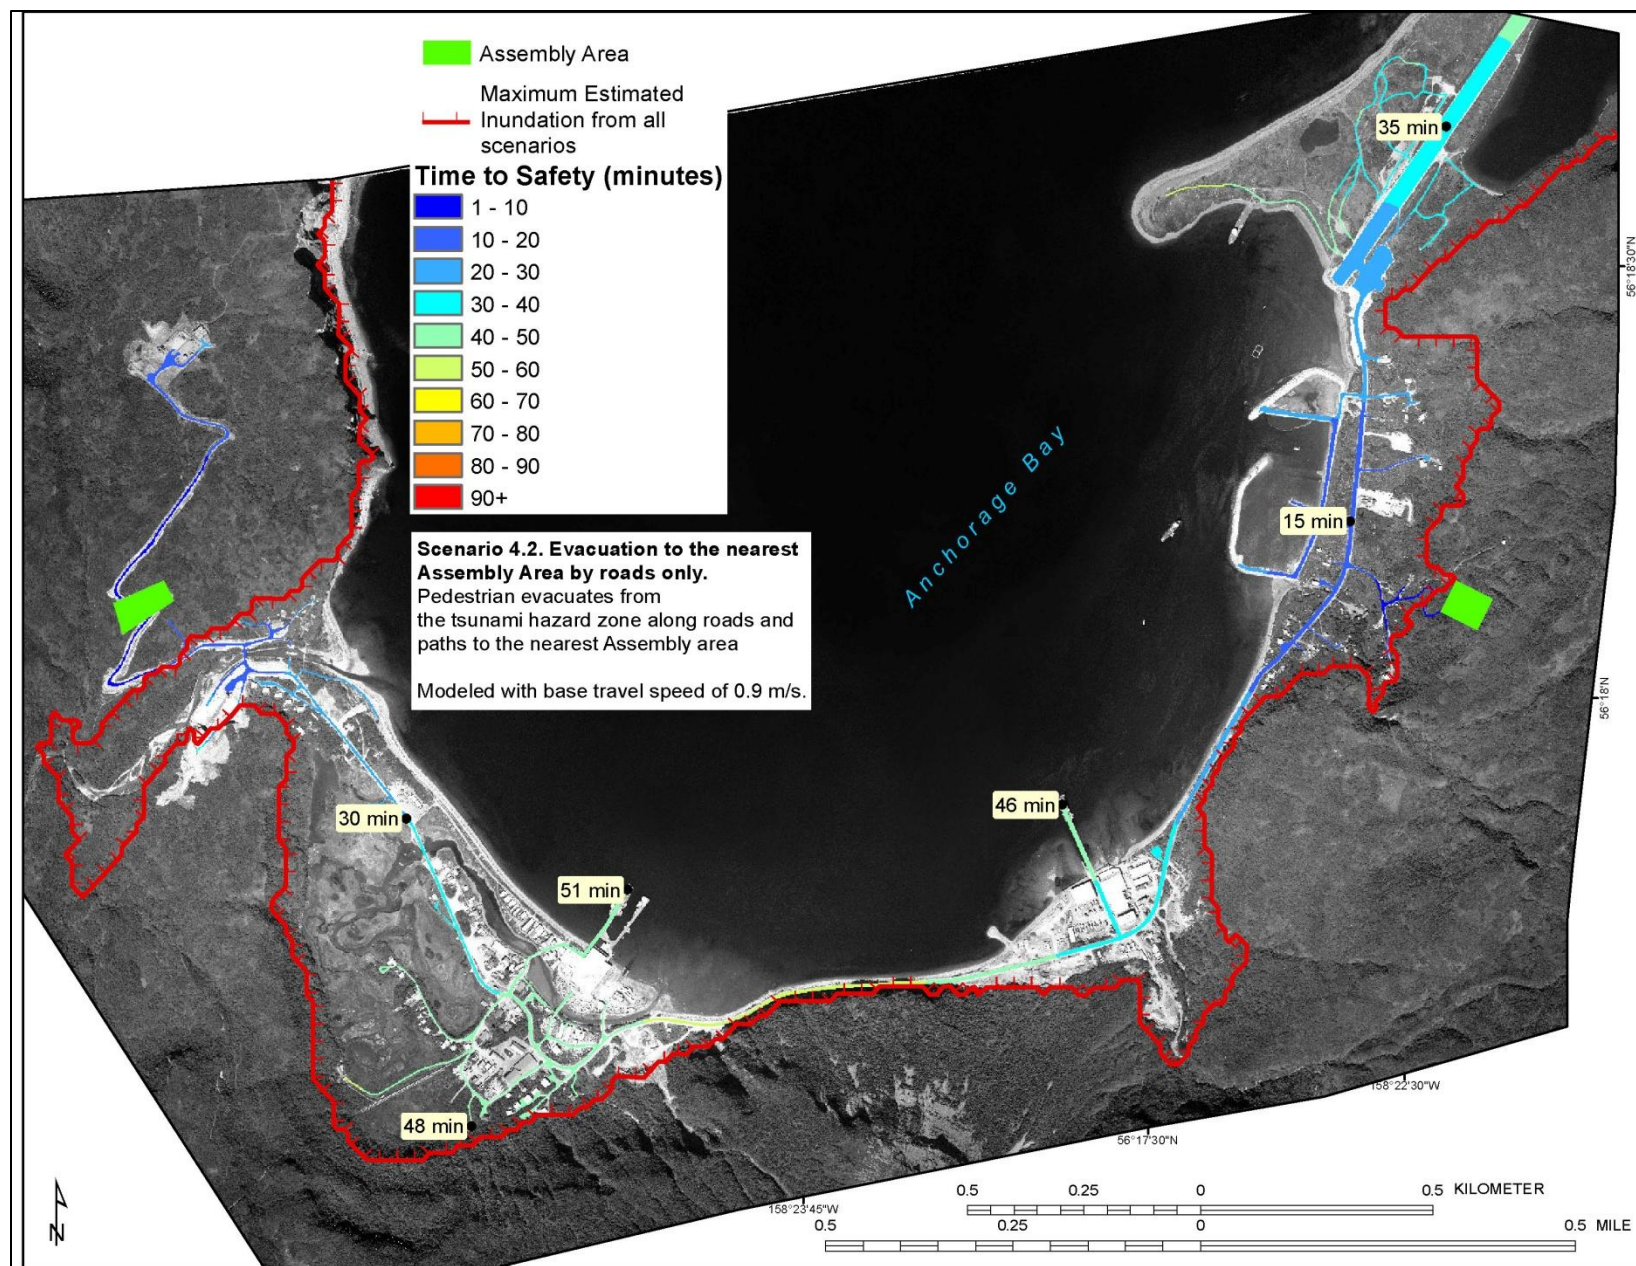 Assembly Area
Maximum Estimated
Inundation from all
scenarios
Time to Safety (minutes)
1 - 10
10 - 20
20 - 30
30 - 40
40 - 50
50 - 60
60 - 70
70 - 80
80 - 90
90+
Scenario 4.2. Evacuation to the nearest
Assembly Area by roads only.
Pedestrian evacuates from
the tsunami hazard zone along roads and
paths to the nearest Assembly area
Modeled with base travel speed of 0.9 m/s.
Anchorage Bay
35 min
56°18'30"N
15 min
56°18'N
30 min
46 min
51 min
48 min
158°22'30"W
56°17'30"N
158°23'45"W
N
0.5 0.25 0 0.5 KILOMETER
0.5 0.25 0 0.5 MILE